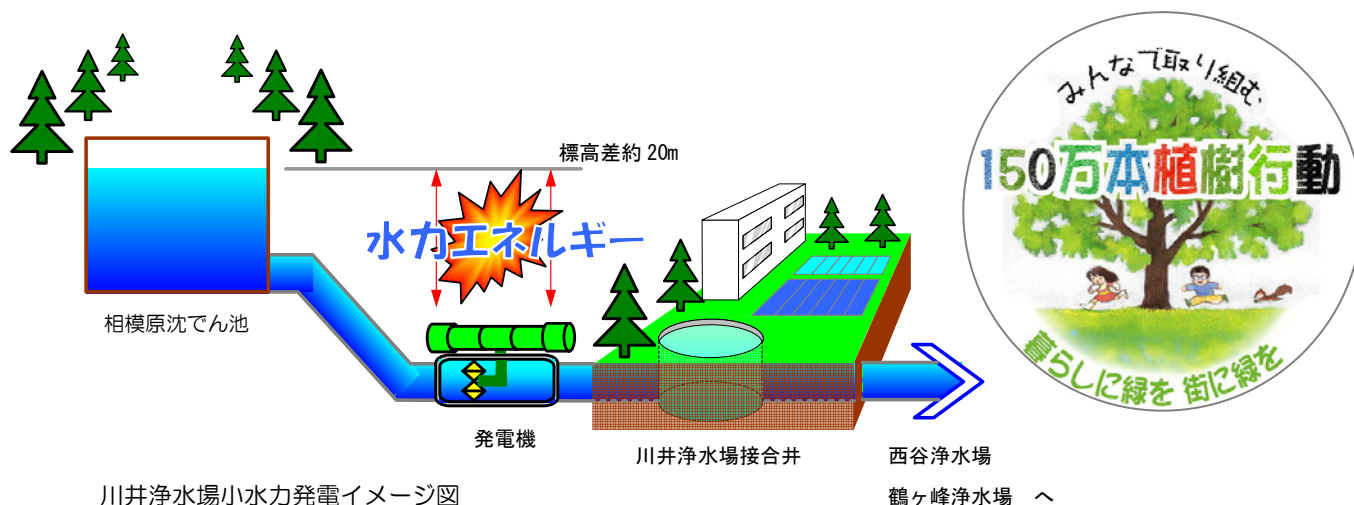 標高差約 20m
水力エネルギー
相模原沈でん池
発電機
川井浄水場接合井
西谷浄水場
鶴ヶ峰浄水場 へ
川井浄水場小水力発電イメージ図
みんなで取り組む
150万本植樹行動
暮らしに緑を 街に緑を